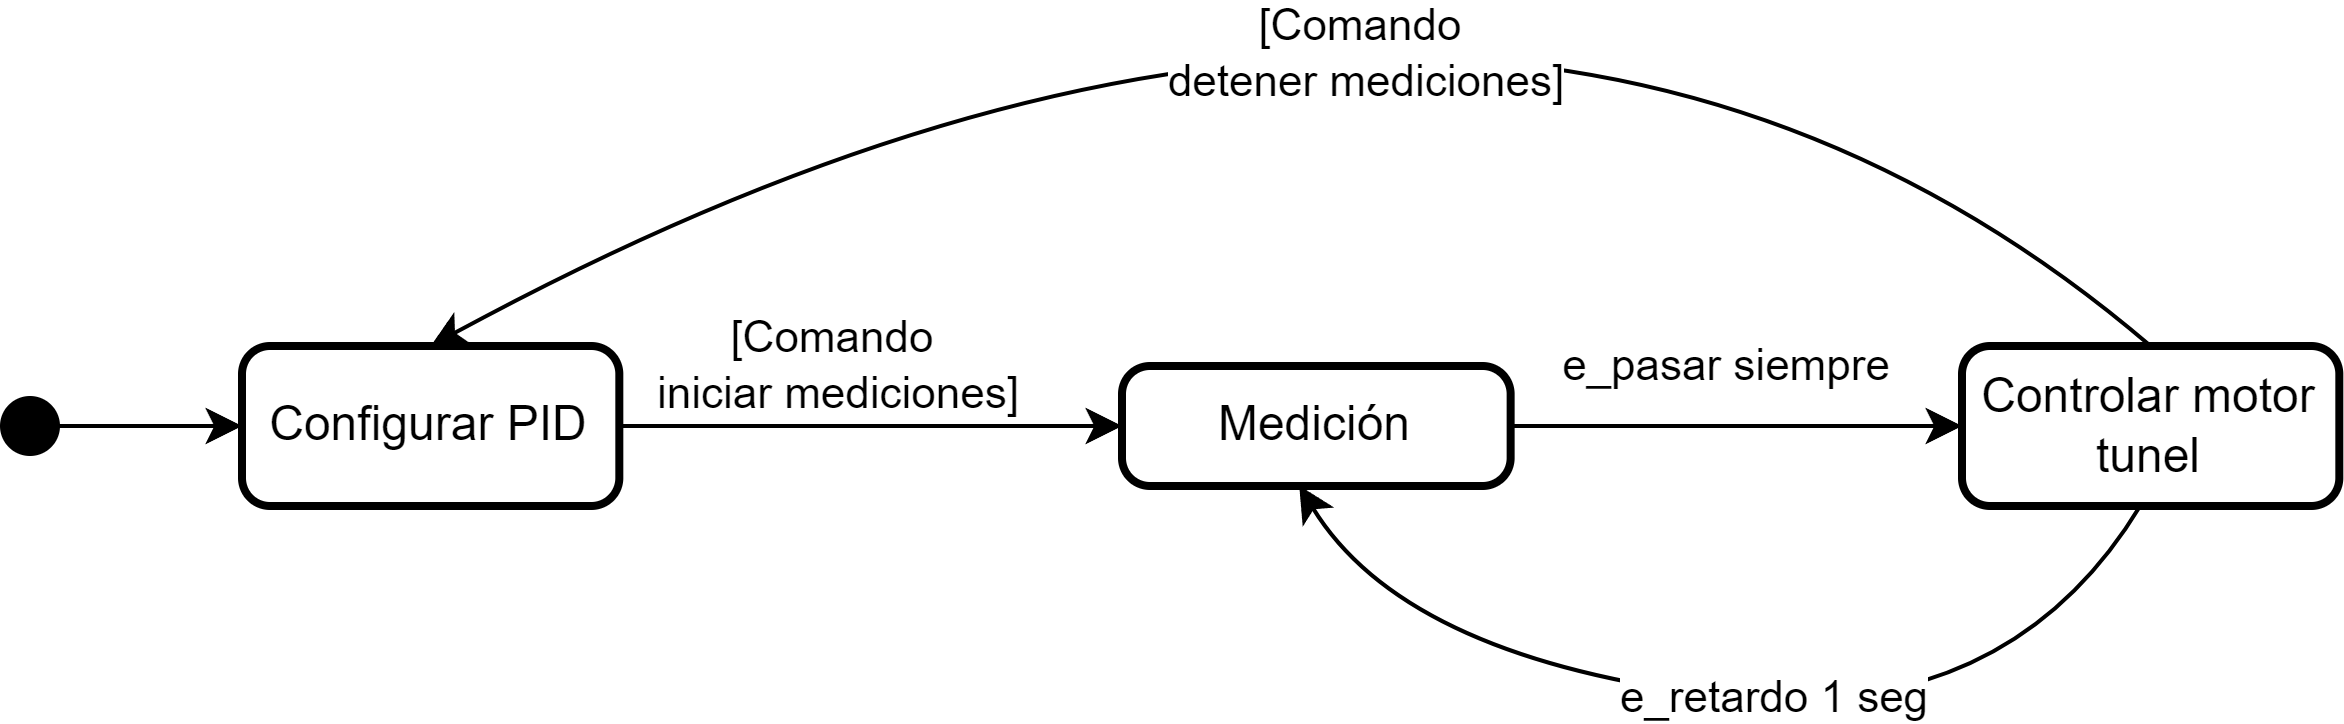 [Comando
detener mediciones]
[Comando
iniciar mediciones]
e_pasar siempre
Configurar PID
Medición
Controlar motor
tunel
e_retardo 1 seg